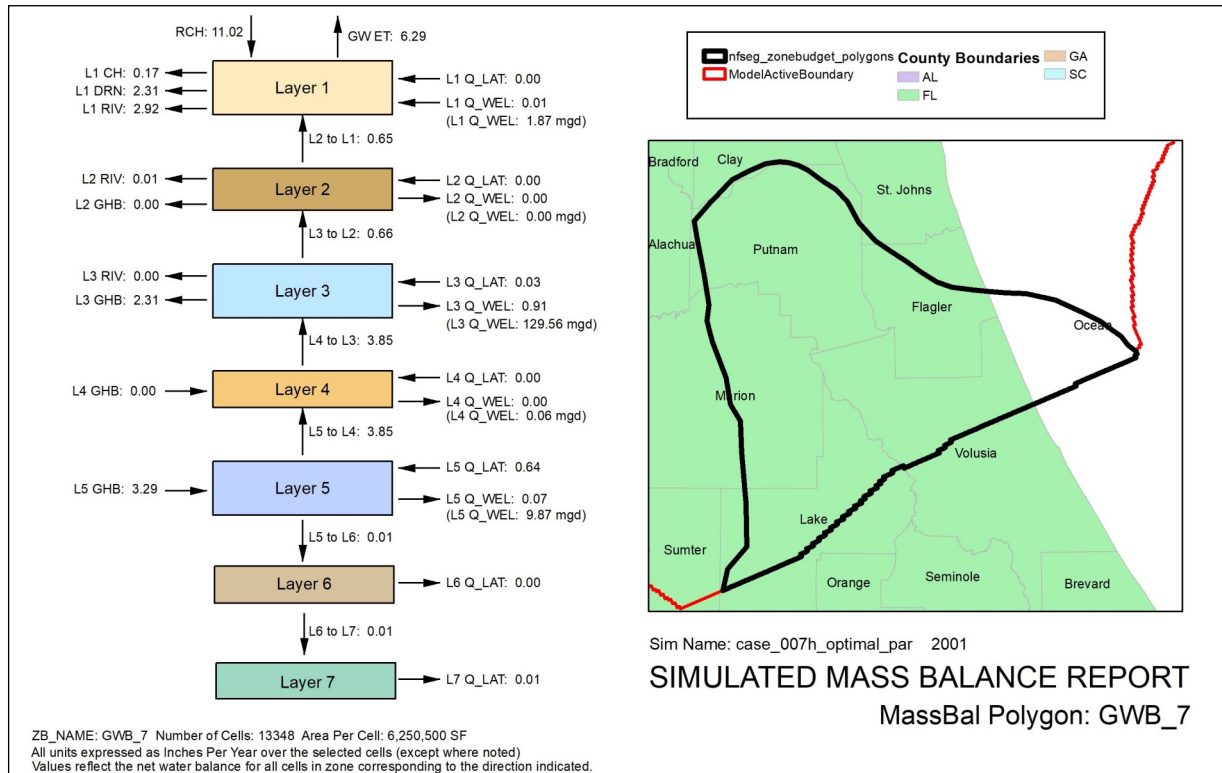 RCH: 11.02
GW ET: 6.29
L1 CH: 0.17
L1 DRN: 2.31
L1 RIV: 2.92
Layer 1
L1 Q_LAT: 0.00
L1 Q_WEL: 0.01
(L1 Q_WEL: 1.87 mgd)
L2 to L1: 0.65
L2 RIV: 0.01
L2 GHB: 0.00
Layer 2
L2 Q_LAT: 0.00
L2 Q_WEL: 0.00
(L2 Q_WEL: 0.00 mgd)
L3 to L2: 0.66
L3 RIV: 0.00
L3 GHB: 2.31
Layer 3
L3 Q_LAT: 0.03
L3 Q_WEL: 0.91
(L3 Q_WEL: 129.56 mgd)
L4 to L3: 3.85
L4 GHB: 0.00
Layer 4
L4 Q_LAT: 0.00
L4 Q_WEL: 0.00
(L4 Q_WEL: 0.06 mgd)
L5 to L4: 3.85
L5 GHB: 3.29
Layer 5
L5 Q_LAT: 0.64
L5 Q_WEL: 0.07
(L5 Q_WEL: 9.87 mgd)
L5 to L6: 0.01
Layer 6
L6 Q_LAT: 0.00
L6 to L7: 0.01
Layer 7
L7 Q_LAT: 0.01
ZB_NAME: GWB_7 Number of Cells: 13348 Area Per Cell: 6,250,500 SF
All units expressed as Inches Per Year over the selected cells (except where noted)
Values reflect the net water balance for all cells in zone corresponding to the direction indicated.
nfseg_zonebudget_polygons
ModelActiveBoundary
County Boundaries
AL
FL
GA
SC
Bradford
Clay
St. Johns
Alachua
Putnam
Flagler
Ocean
Marion
Volusia
Lake
Sumter
Orange
Seminole
Brevard
Sim Name: case_007h_optimal_par 2001
SIMULATED MASS BALANCE REPORT
MassBal Polygon: GWB_7